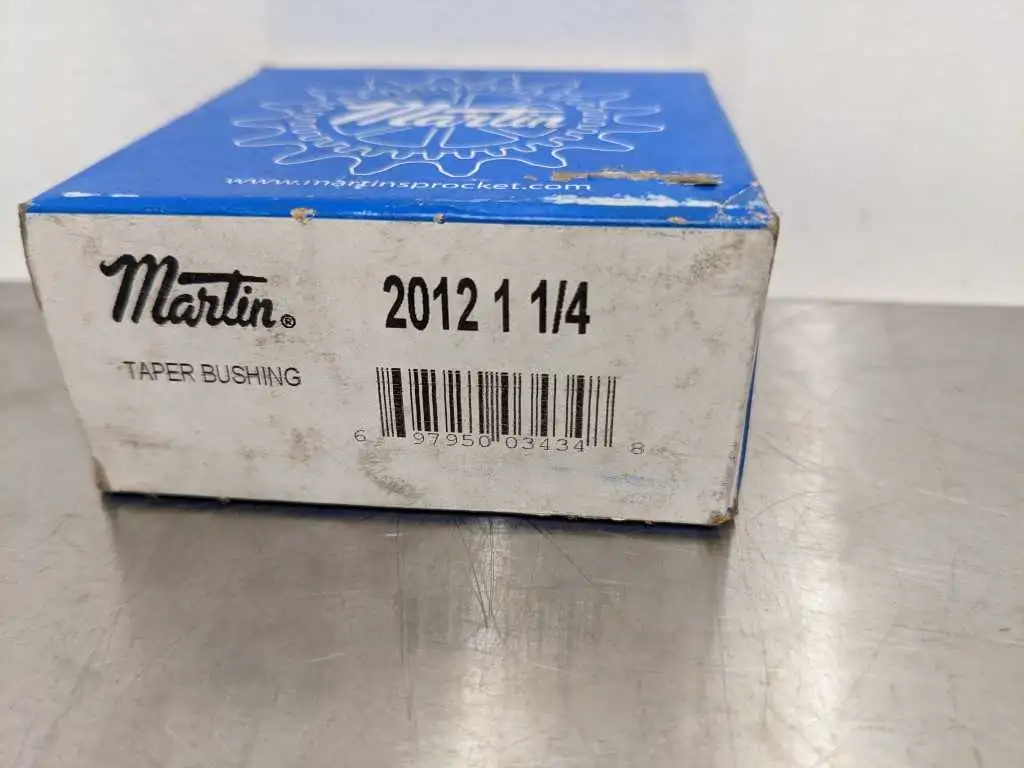 Martin
www.martinsprocket.com
Martin®
2012 1 1/4
TAPER BUSHING
6 97950 03434 8